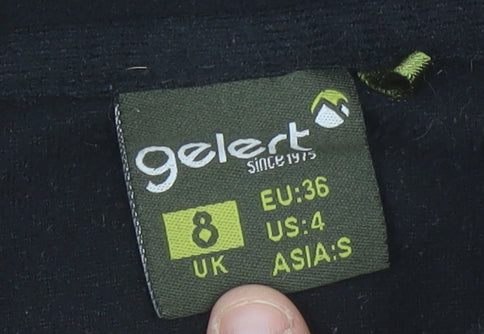 gelert
since 1975
8
UK
EU:36
US:4
ASIA:S